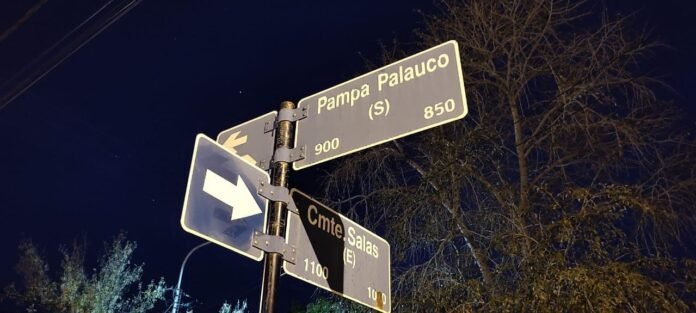 Pampa Palauco
(S)
900 850
Cmte. Salas
(E)
1100